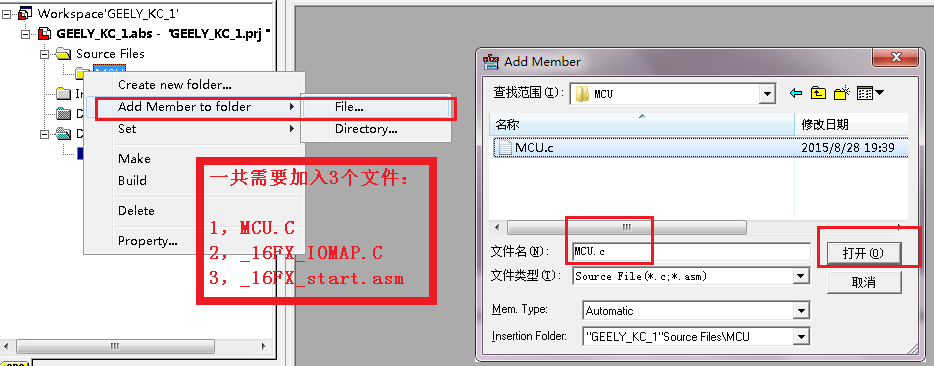 Workspace'GEELY_KC_1'
GEELY_KC_1.abs - "GEELY_KC_1.prj"
Source Files
Create new folder...
Add Member to folder
File...
Directory...
Set
Make
Build
Delete
Property...
一共需要加入3个文件：
1, MCU.C
2, _16FX_IOMAP.C
3, _16FX_start.asm
Add Member
查找范围(I):
MCU
名称
修改日期
MCU.c
2015/8/28 19:39
文件名(N):
MCU.c
打开(O)
文件类型(T):
Source File(*.c;*.asm)
取消
Mem. Type:
Automatic
Insertion Folder:
"GEELY_KC_1"Source Files\MCU